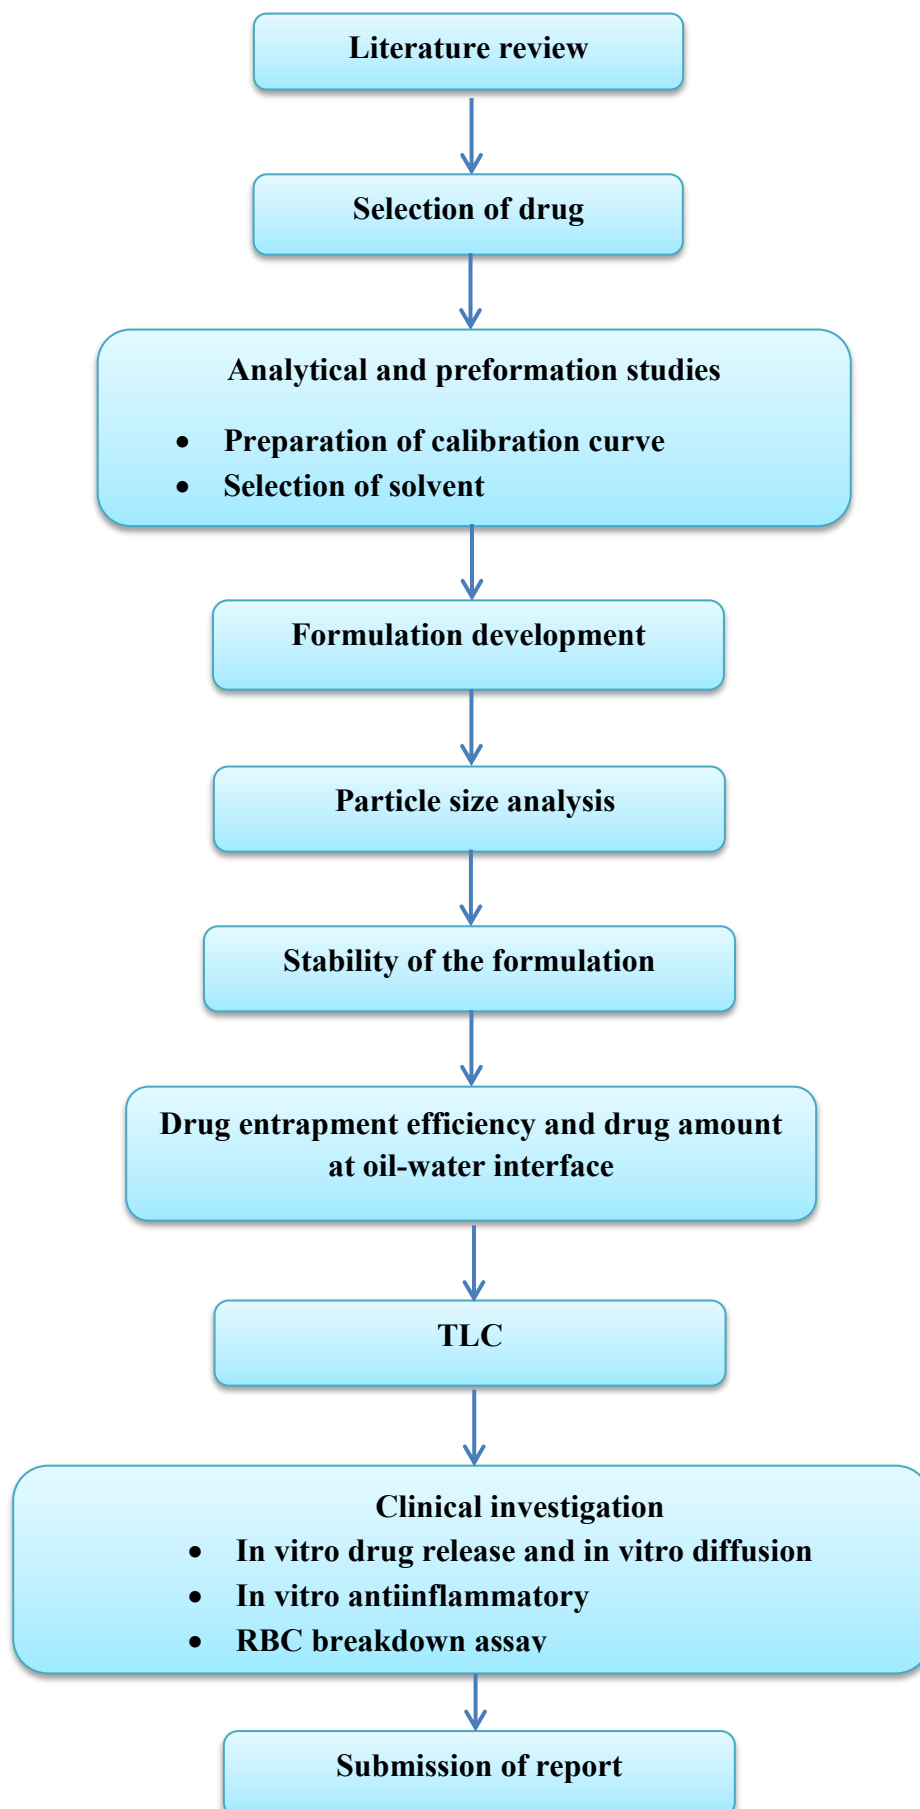 Literature review
Selection of drug
Analytical and preformation studies
• Preparation of calibration curve
• Selection of solvent
Formulation development
Particle size analysis
Stability of the formulation
Drug entrapment efficiency and drug amount
at oil-water interface
TLC
Clinical investigation
• In vitro drug release and in vitro diffusion
• In vitro antiinflammatory
• RBC breakdown assay
Submission of report